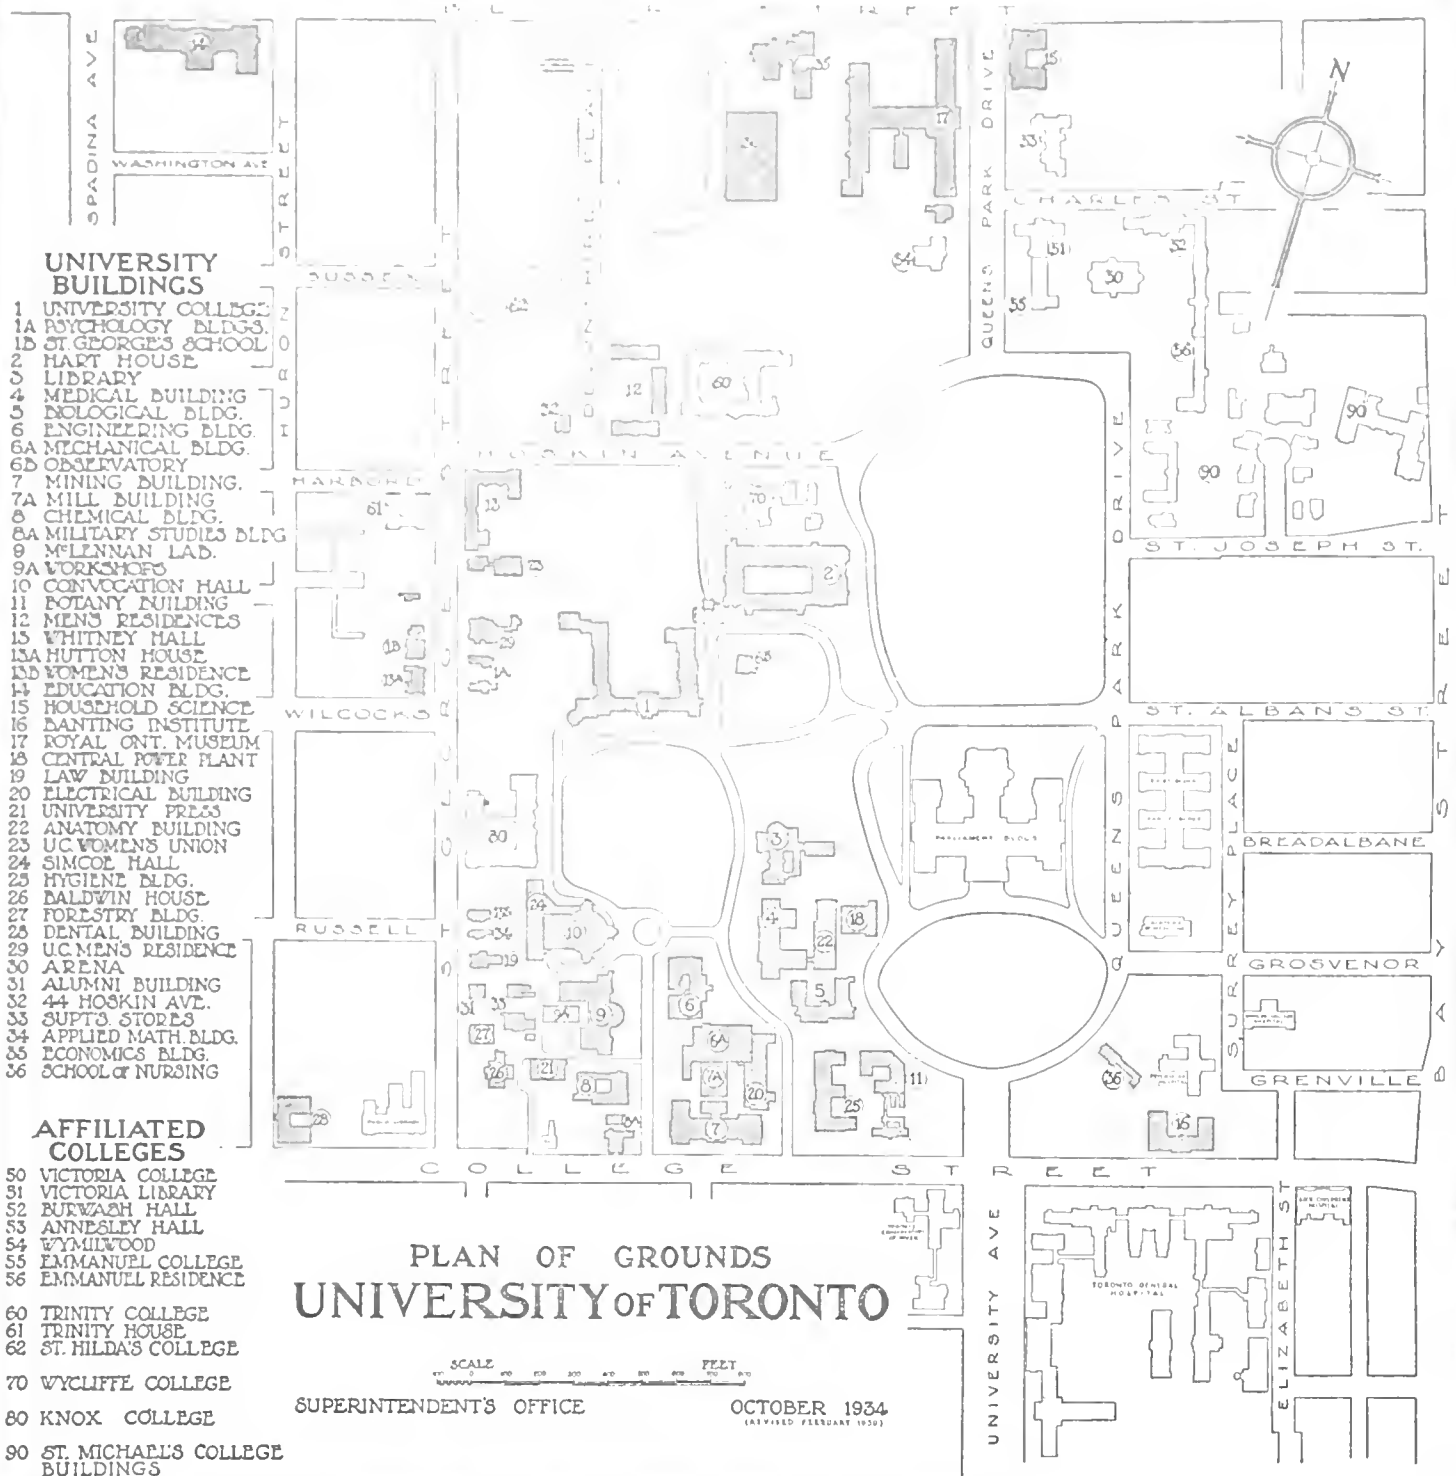 UNIVERSITY
BUILDINGS
1 UNIVERSITY COLLEGE
1A PSYCHOLOGY BLDGS.
1B ST. GEORGE'S SCHOOL
2 HART HOUSE
3 LIBRARY
4 MEDICAL BUILDING
5 BIOLOGICAL BLDG.
6 ENGINEERING BLDG.
6A MECHANICAL BLDG.
6B OBSERVATORY
7 MINING BUILDING.
7A MILL BUILDING
8 CHEMICAL BLDG.
8A MILITARY STUDIES BLDG
9 McLENNAN LAB.
9A WORKSHOPS
10 CONVOCATION HALL
11 BOTANY BUILDING
12 MEN'S RESIDENCES
13 WHITNEY HALL
13A HUTTON HOUSE
13B WOMEN'S RESIDENCE
14 EDUCATION BLDG.
15 HOUSEHOLD SCIENCE
16 BANTING INSTITUTE
17 ROYAL ONT. MUSEUM
18 CENTRAL POWER PLANT
19 LAW BUILDING
20 ELECTRICAL BUILDING
21 UNIVERSITY PRESS
22 ANATOMY BUILDING
23 U.C. WOMEN'S UNION
24 SIMCOE HALL
25 HYGIENE BLDG.
26 BALDWIN HOUSE
27 FORESTRY BLDG.
28 DENTAL BUILDING
29 U.C. MEN'S RESIDENCE
30 ARENA
31 ALUMNI BUILDING
32 44 HOSKIN AVE.
33 SUPT'S. STORES
34 APPLIED MATH. BLDG.
35 ECONOMICS BLDG.
36 SCHOOL OF NURSING
AFFILIATED
COLLEGES
50 VICTORIA COLLEGE
51 VICTORIA LIBRARY
52 BURWASH HALL
53 ANNESLEY HALL
54 WYMILWOOD
55 EMMANUEL COLLEGE
56 EMMANUEL RESIDENCE
60 TRINITY COLLEGE
61 TRINITY HOUSE
62 ST. HILDA'S COLLEGE
70 WYCLIFFE COLLEGE
80 KNOX COLLEGE
90 ST. MICHAEL'S COLLEGE
BUILDINGS
SPADINA AVE
WASHINGTON AVE
HURON STREET
SUSSEX
HARBORD
WILCOCKS
RUSSELL
ST GEORGE STREET
HOSKIN AVENUE
QUEENS PARK DRIVE
CHARLES ST
N
QUEENS PARK DRIVE
ST. JOSEPH ST.
ST. ALBANS ST.
SURREY PLACE
BREADALBANE
GROSVENOR
GRENVILLE
BAY STREET
PARLIAMENT BLDGS
PUBLIC LIBRARY
COLLEGE STREET
UNIVERSITY AVE
ELIZABETH ST
TORONTO GENERAL
HOSPITAL
SICK CHILDREN'S
HOSPITAL
PLAN OF GROUNDS
UNIVERSITY OF TORONTO
SCALE FEET
SUPERINTENDENT'S OFFICE
OCTOBER 1934